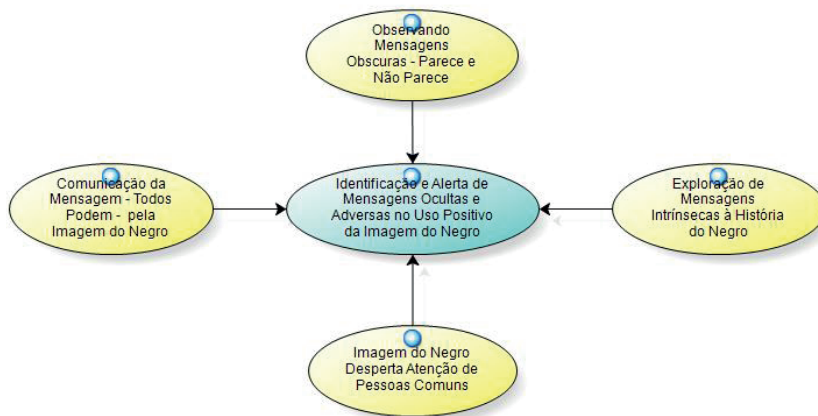 Observando
Mensagens
Obscuras - Parece e
Não Parece
Comunicação da
Mensagem - Todos
Podem - pela
Imagem do Negro
Identificação e Alerta de
Mensagens Ocultas e
Adversas no Uso Positivo
da Imagem do Negro
Exploração de
Mensagens
Intrínsecas à História
do Negro
Imagem do Negro
Desperta Atenção de
Pessoas Comuns